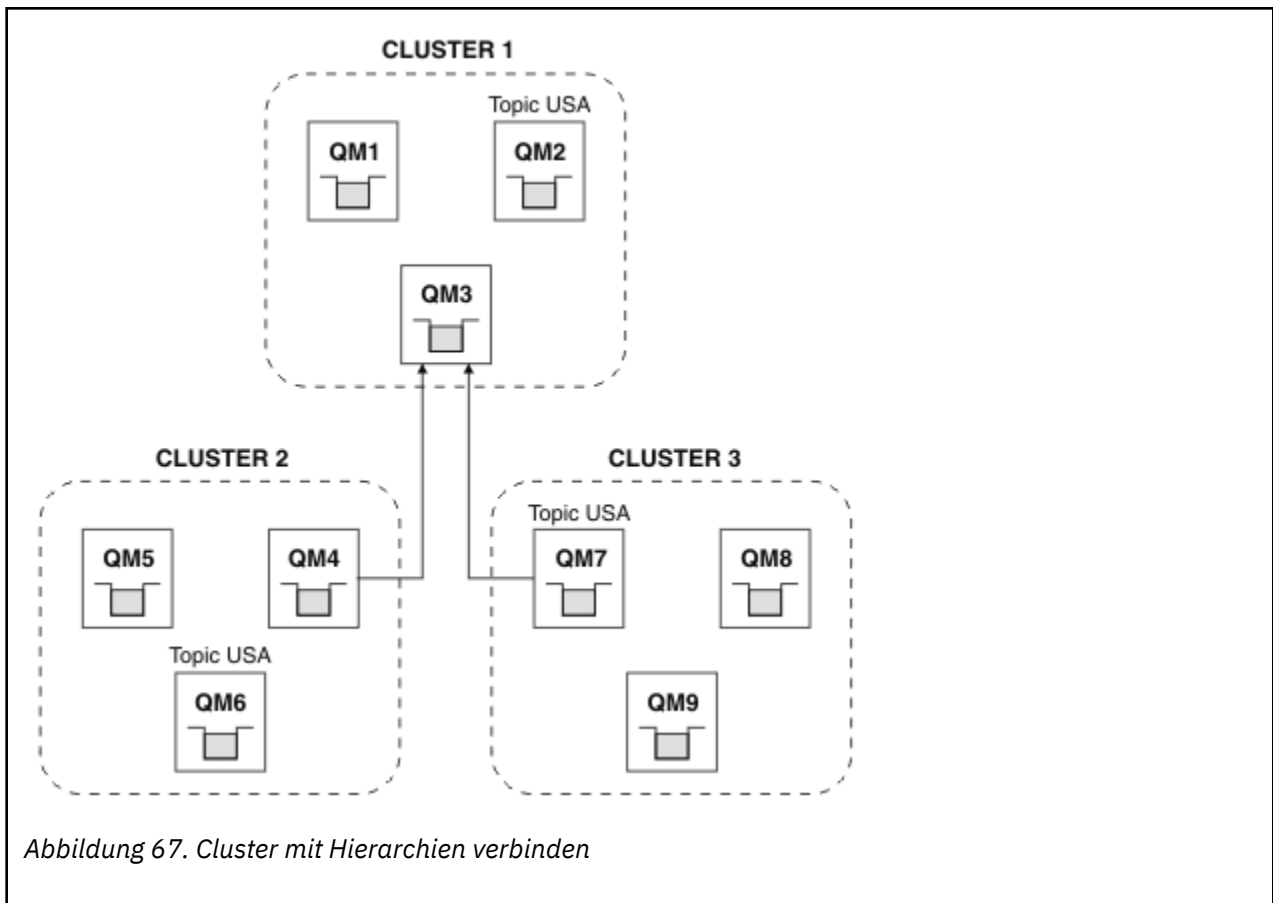 CLUSTER 1
Topic USA
QM1
QM2
QM3
CLUSTER 2
CLUSTER 3
Topic USA
QM5
QM4
QM7
QM8
Topic USA
QM6
QM9
Abbildung 67. Cluster mit Hierarchien verbinden